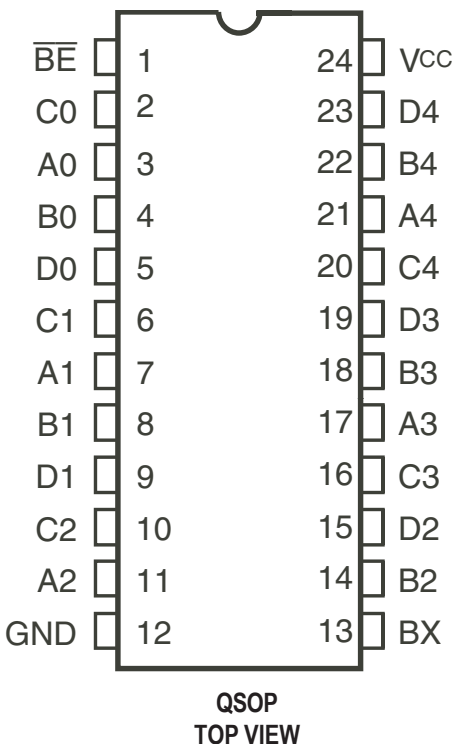 B̅E̅ 1 24 VCC
C0 2 23 D4
A0 3 22 B4
B0 4 21 A4
D0 5 20 C4
C1 6 19 D3
A1 7 18 B3
B1 8 17 A3
D1 9 16 C3
C2 10 15 D2
A2 11 14 B2
GND 12 13 BX
QSOP
TOP VIEW